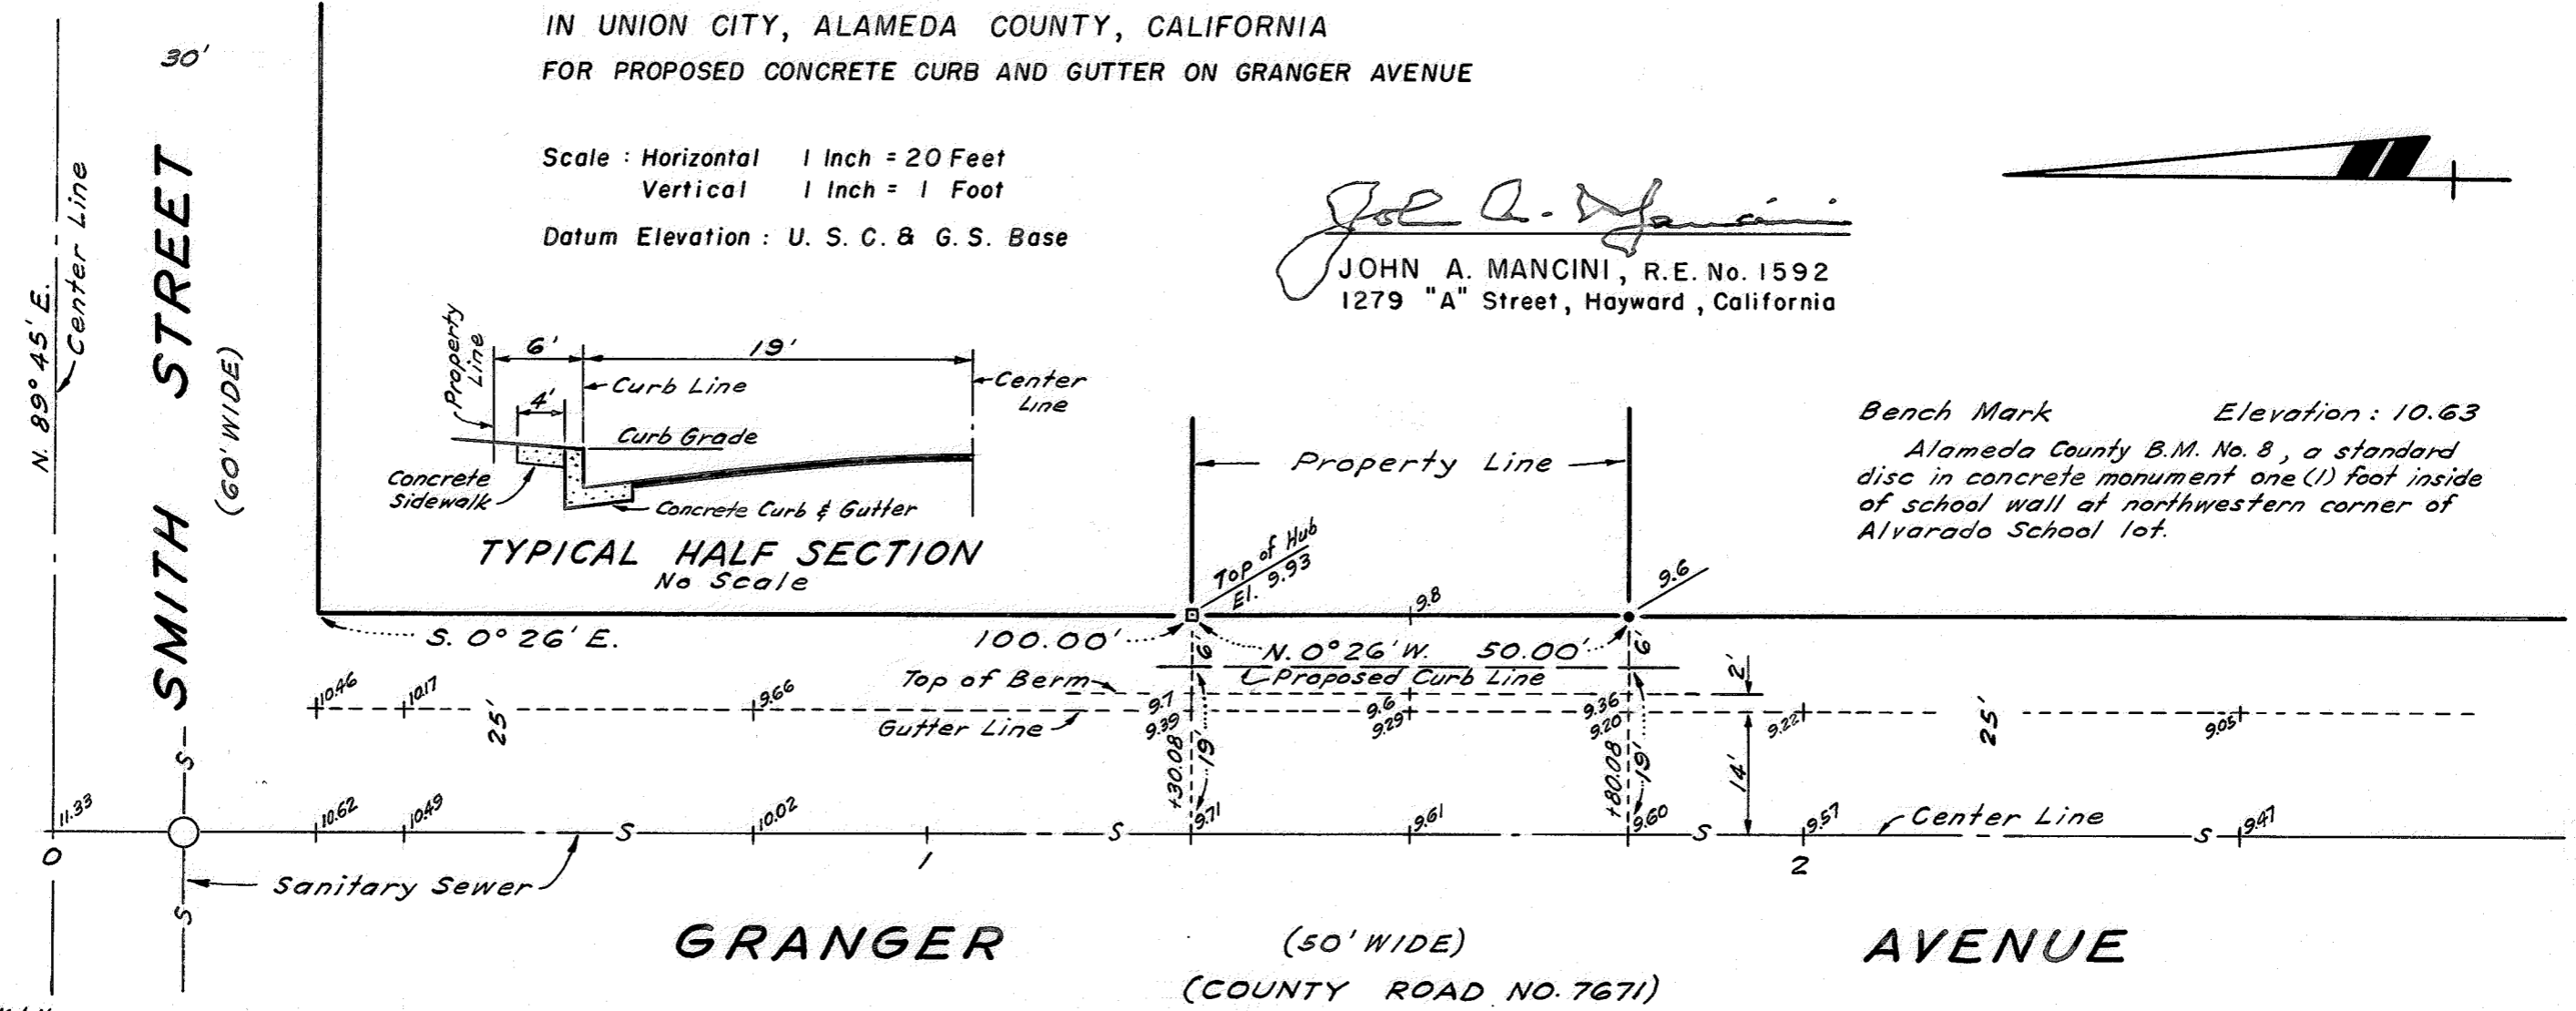 IN UNION CITY, ALAMEDA COUNTY, CALIFORNIA
FOR PROPOSED CONCRETE CURB AND GUTTER ON GRANGER AVENUE
Scale : Horizontal 1 Inch = 20 Feet
Vertical 1 Inch = 1 Foot
Datum Elevation : U. S. C. & G. S. Base
John A. Mancini
JOHN A. MANCINI, R.E. No. 1592
1279 "A" Street, Hayward, California
30'
N. 89° 45' E.
Center Line
SMITH STREET
(60' WIDE)
Property
Line
6'
19'
Curb Line
Center
Line
4'
Curb Grade
Concrete
Sidewalk
Concrete Curb & Gutter
TYPICAL HALF SECTION
No Scale
Property Line
Bench Mark Elevation : 10.63
Alameda County B.M. No. 8, a standard
disc in concrete monument one (1) foot inside
of school wall at northwestern corner of
Alvarado School lot.
Top of Hub
El. 9.93
9.8
9.6
S. 0° 26' E.
100.00'
N. 0° 26' W.
50.00'
6'
6'
Proposed Curb Line
2'
Top of Berm
Gutter Line
10.46
10.17
25'
9.66
9.7
9.39
9.6
9.29
9.36
9.20
9.22
25'
9.05
+30.08
19'
+80.08
19'
14'
S
11.33
10.62
10.49
S
10.02
S
9.71
9.61
9.60
S
9.57
Center Line
S
9.47
0
1
2
Sanitary Sewer
S
GRANGER AVENUE
(50' WIDE)
(COUNTY ROAD NO. 7671)